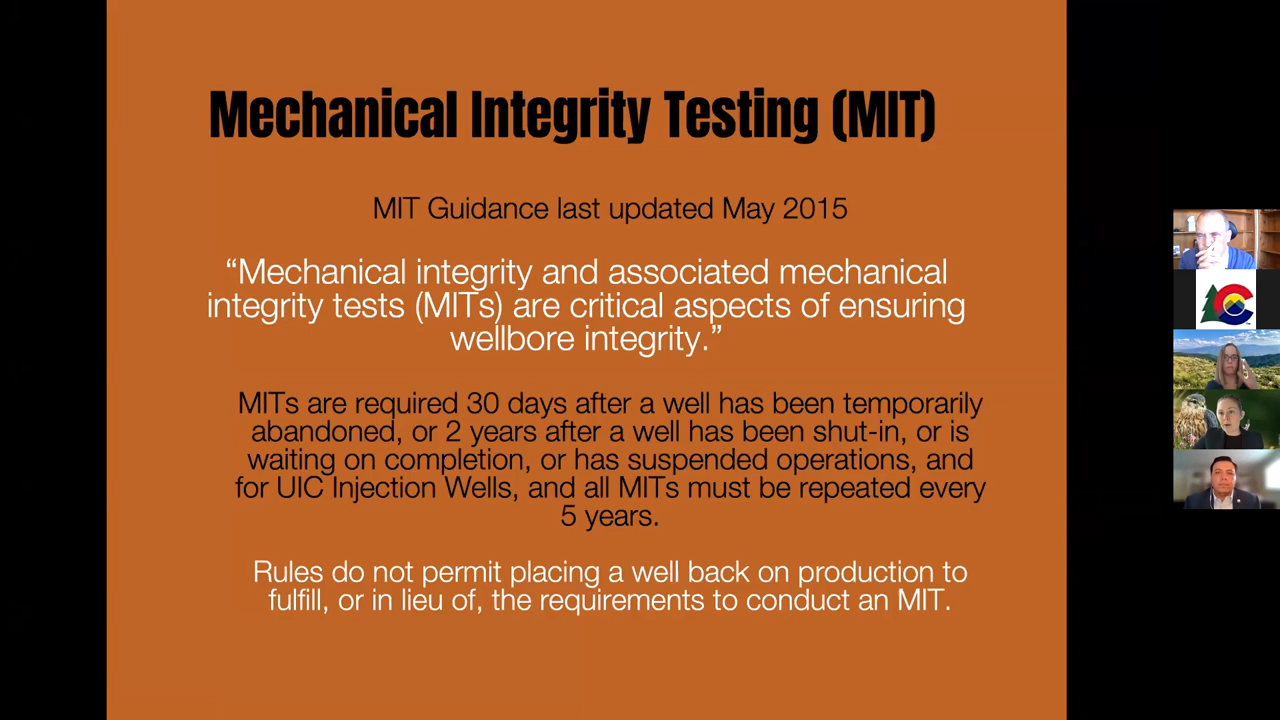 Mechanical Integrity Testing (MIT)
MIT Guidance last updated May 2015
“Mechanical integrity and associated mechanical
integrity tests (MITs) are critical aspects of ensuring
wellbore integrity.”
MITs are required 30 days after a well has been temporarily
abandoned, or 2 years after a well has been shut-in, or is
waiting on completion, or has suspended operations, and
for UIC Injection Wells, and all MITs must be repeated every
5 years.
Rules do not permit placing a well back on production to
fulfill, or in lieu of, the requirements to conduct an MIT.